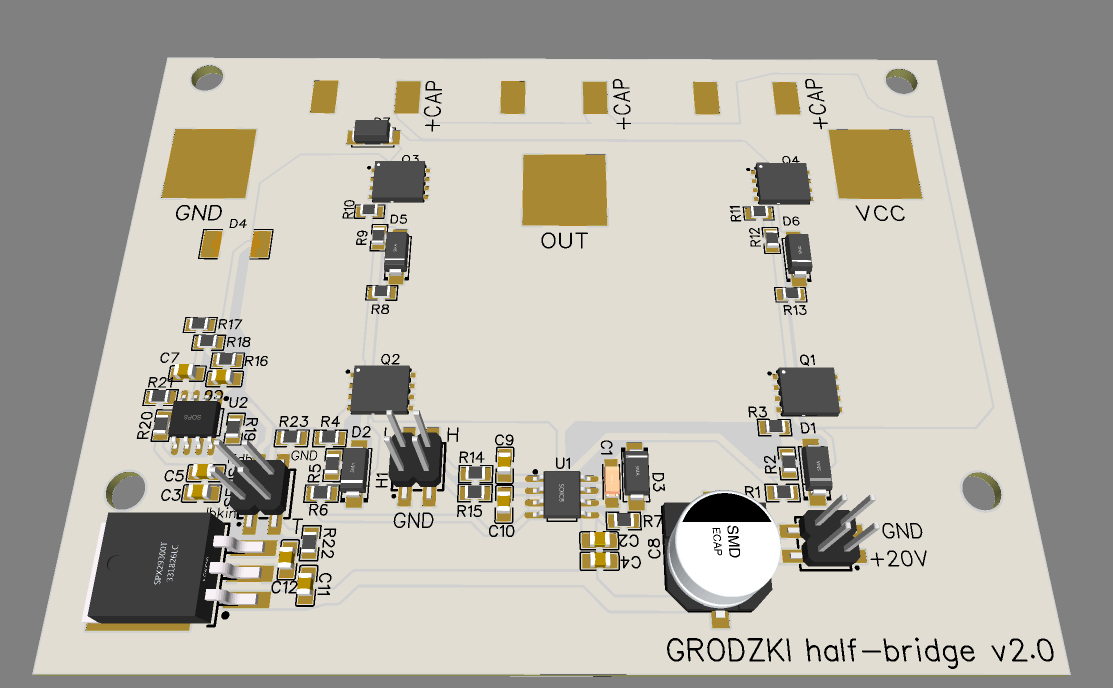 +CAP
+CAP
+CAP
Q3
Q4
R10
R11
GND
D4
D5
OUT
D6
VCC
R9
R12
R8
R13
R17
R18
C7
R16
Q2
Q1
R21
U2
R20
R19
R23
R4
D2
H
R3
D1
GND
R5
H1
R14
C9
U1
C1
D3
R2
C5
C3
R6
R15
C10
R7
R1
GND
T
R22
C2
C4
C8
SMD
ECAP
GND
+20V
SPX29300T
331826LC
C12
C11
GRODZKI half-bridge v2.0